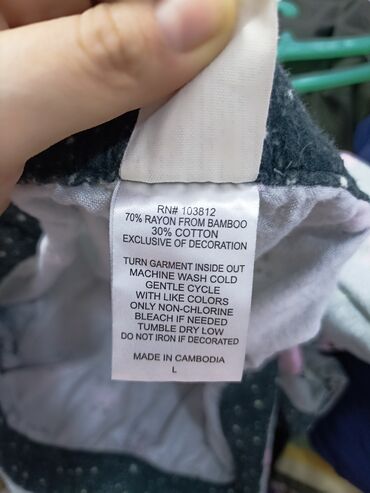 RN# 103812
70% RAYON FROM BAMBOO
30% COTTON
EXCLUSIVE OF DECORATION
TURN GARMENT INSIDE OUT
MACHINE WASH COLD
GENTLE CYCLE
WITH LIKE COLORS
ONLY NON-CHLORINE
BLEACH IF NEEDED
TUMBLE DRY LOW
DO NOT IRON IF DECORATED
MADE IN CAMBODIA
L